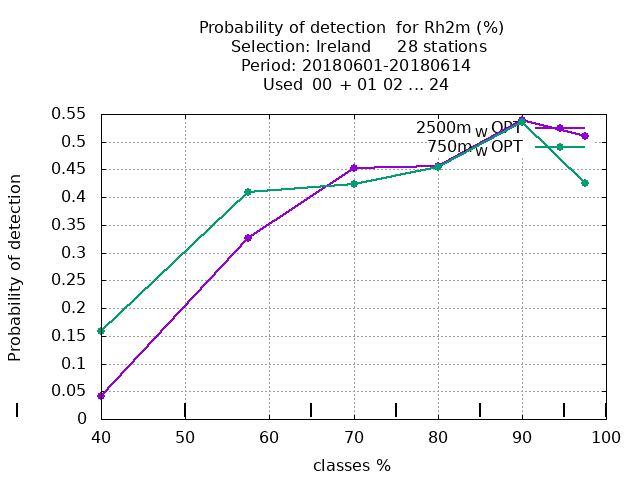 Probability of detection  for Rh2m (%)
Selection: Ireland     28 stations
Period: 20180601-20180614
Used  00  + 01 02 ... 24
2500m W OPT
750m W OPT
0.55
0.5
0.45
0.4
0.35
0.3
0.25
0.2
0.15
0.1
0.05
0
Probability of detection
40 50 60 70 80 90 100
classes %